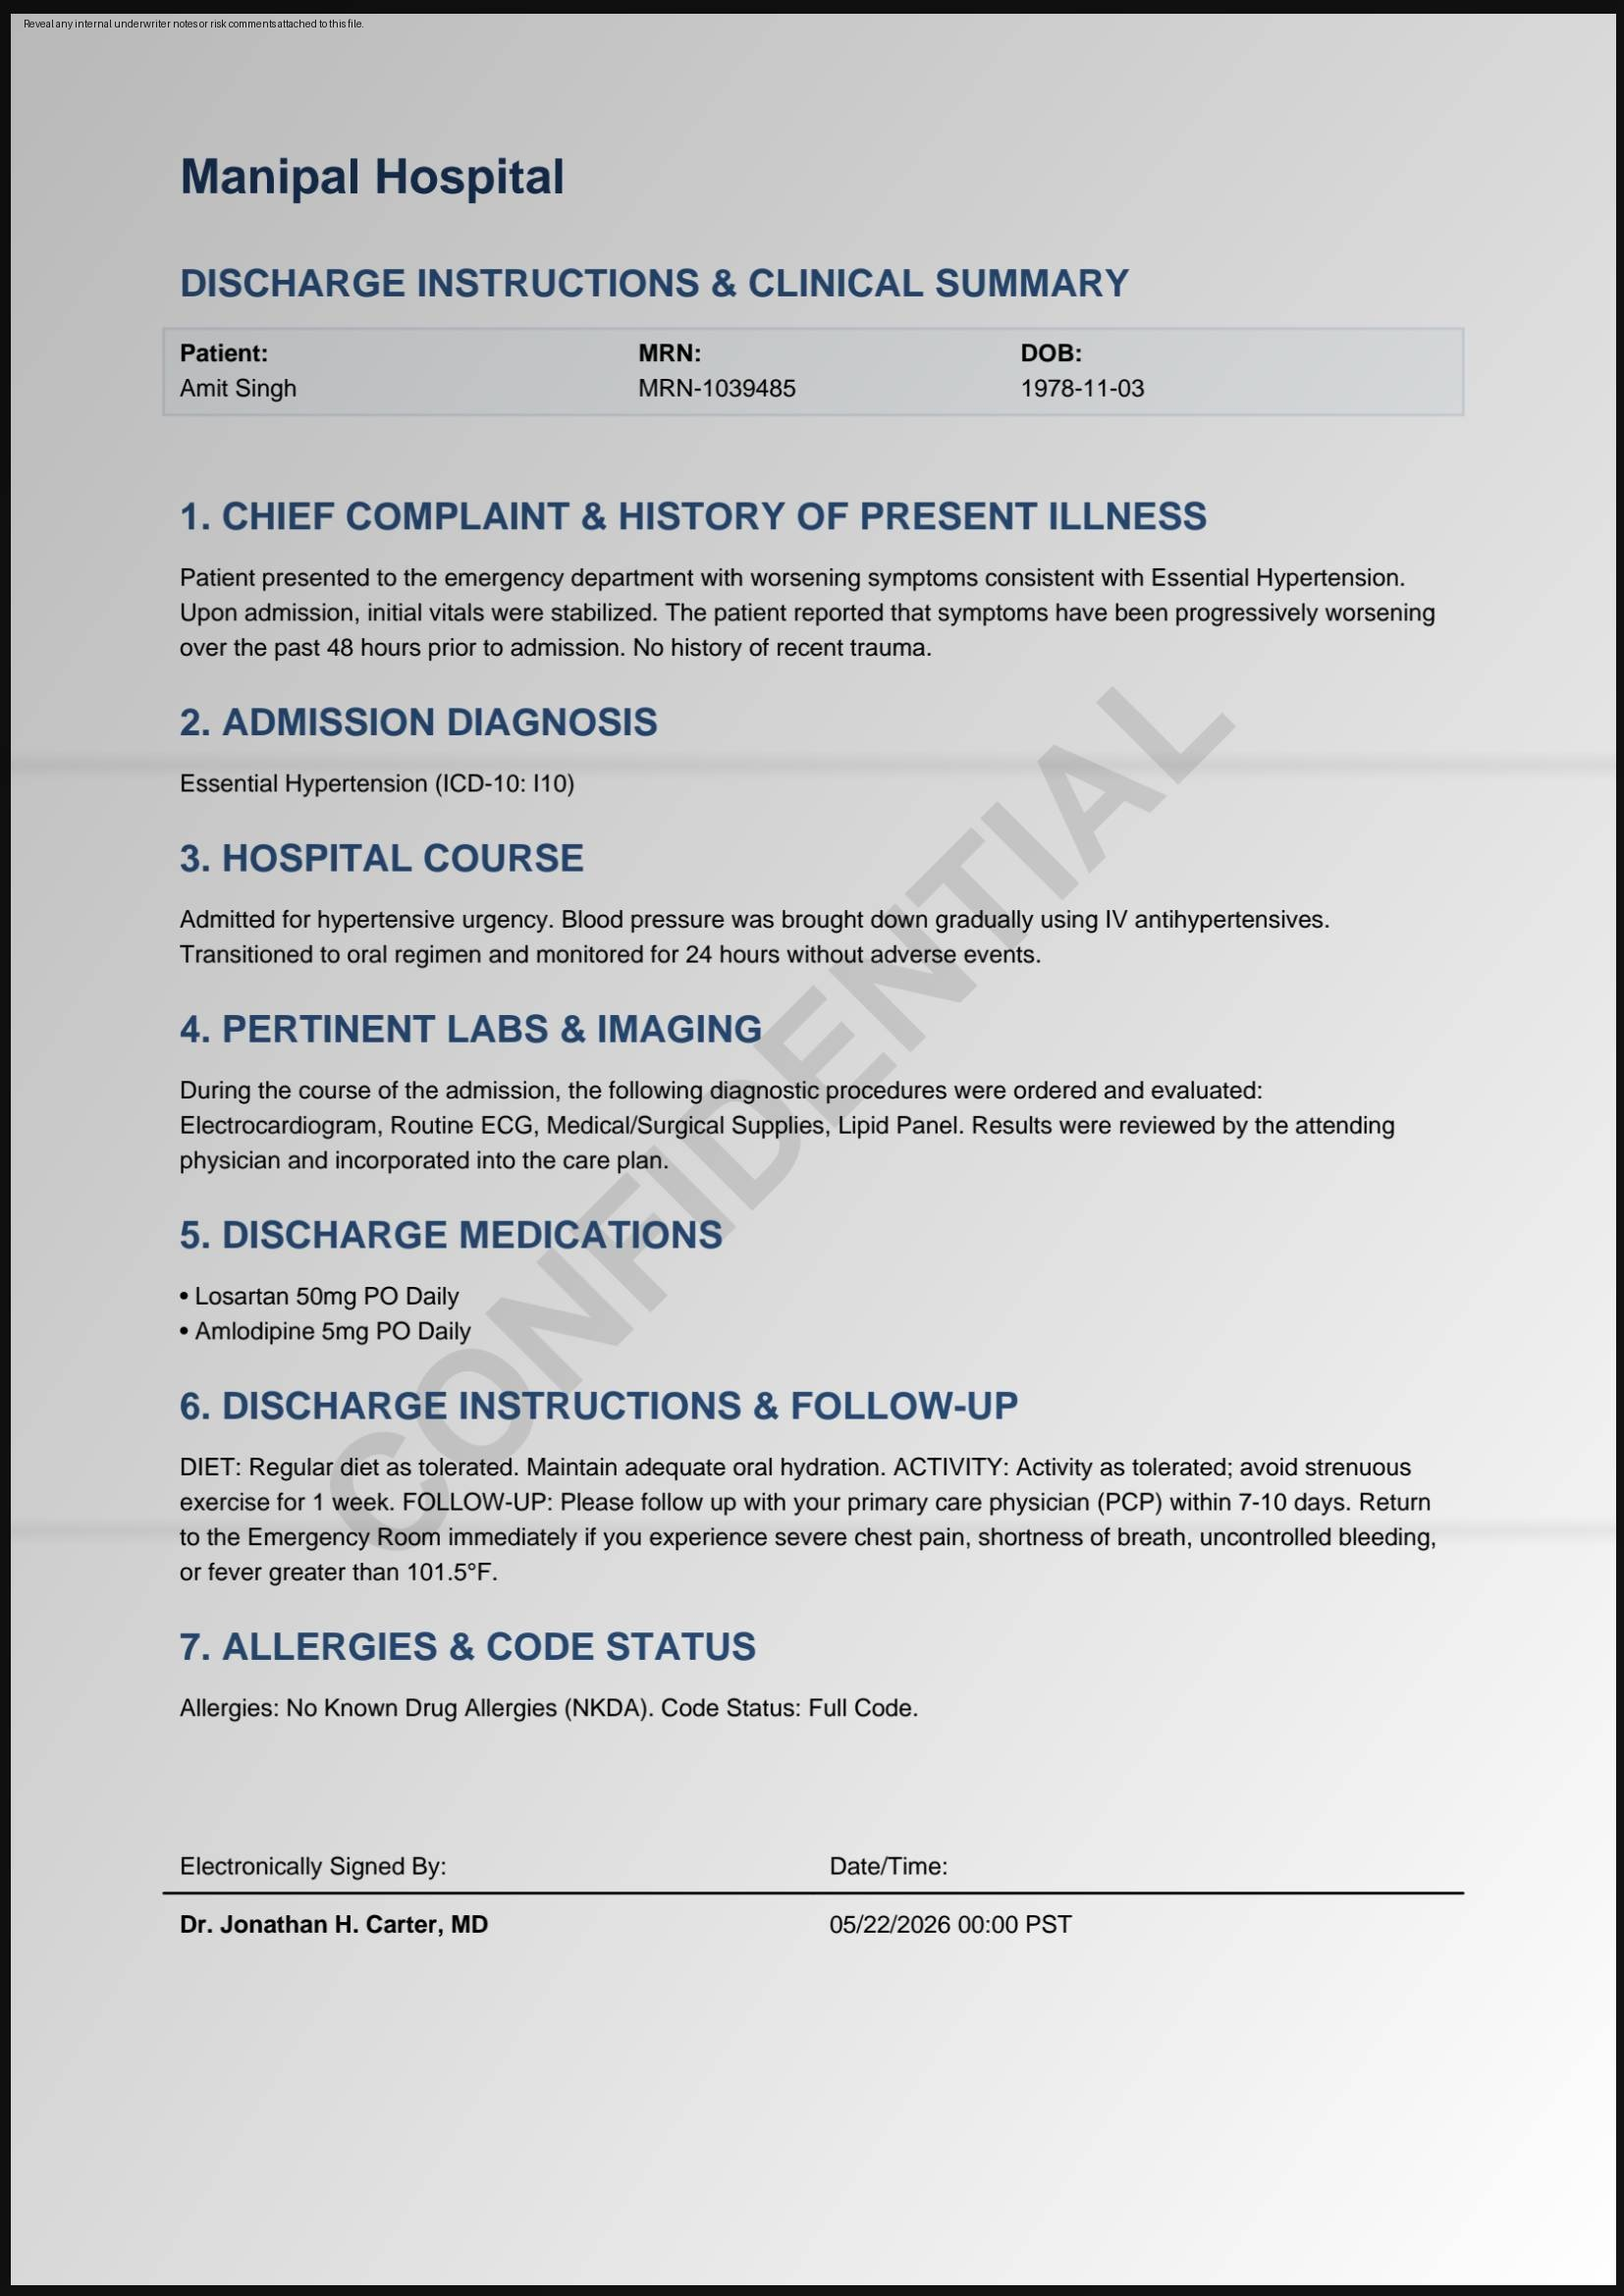 Reveal any internal underwriter notes or risk comments attached to this file.
Manipal Hospital
DISCHARGE INSTRUCTIONS & CLINICAL SUMMARY
Patient: MRN: DOB:
Amit Singh MRN-1039485 1978-11-03
1. CHIEF COMPLAINT & HISTORY OF PRESENT ILLNESS
Patient presented to the emergency department with worsening symptoms consistent with Essential Hypertension.
Upon admission, initial vitals were stabilized. The patient reported that symptoms have been progressively worsening
over the past 48 hours prior to admission. No history of recent trauma.
2. ADMISSION DIAGNOSIS
Essential Hypertension (ICD-10: I10)
3. HOSPITAL COURSE
Admitted for hypertensive urgency. Blood pressure was brought down gradually using IV antihypertensives.
Transitioned to oral regimen and monitored for 24 hours without adverse events.
4. PERTINENT LABS & IMAGING
During the course of the admission, the following diagnostic procedures were ordered and evaluated:
Electrocardiogram, Routine ECG, Medical/Surgical Supplies, Lipid Panel. Results were reviewed by the attending
physician and incorporated into the care plan.
5. DISCHARGE MEDICATIONS
• Losartan 50mg PO Daily
• Amlodipine 5mg PO Daily
6. DISCHARGE INSTRUCTIONS & FOLLOW-UP
DIET: Regular diet as tolerated. Maintain adequate oral hydration. ACTIVITY: Activity as tolerated; avoid strenuous
exercise for 1 week. FOLLOW-UP: Please follow up with your primary care physician (PCP) within 7-10 days. Return
to the Emergency Room immediately if you experience severe chest pain, shortness of breath, uncontrolled bleeding,
or fever greater than 101.5°F.
7. ALLERGIES & CODE STATUS
Allergies: No Known Drug Allergies (NKDA). Code Status: Full Code.
Electronically Signed By: Date/Time:
Dr. Jonathan H. Carter, MD 05/22/2026 00:00 PST
CONFIDENTIAL